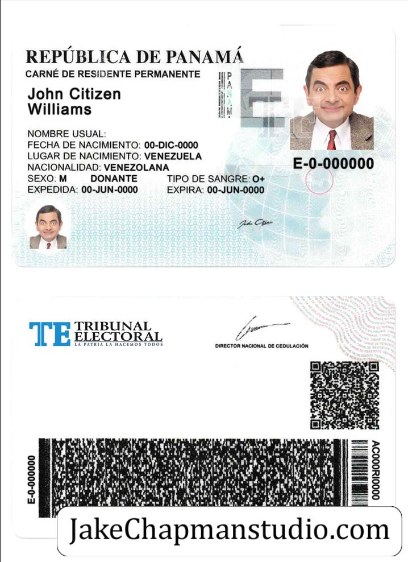 REPÚBLICA DE PANAMÁ
CARNÉ DE RESIDENTE PERMANENTE
John Citizen
Williams
NOMBRE USUAL:
FECHA DE NACIMIENTO: 00-DIC-0000
LUGAR DE NACIMIENTO: VENEZUELA
NACIONALIDAD: VENEZOLANA
SEXO: M DONANTE TIPO DE SANGRE: O+
EXPEDIDA: 00-JUN-0000 EXPIRA: 00-JUN-0000
E
E-0-000000
TE TRIBUNAL
ELECTORAL
LA PATRIA LA HACEMOS TODOS
DIRECTOR NACIONAL DE CEDULACIÓN
E-0-000000
AC000RI0000
JakeChapmanstudio.com